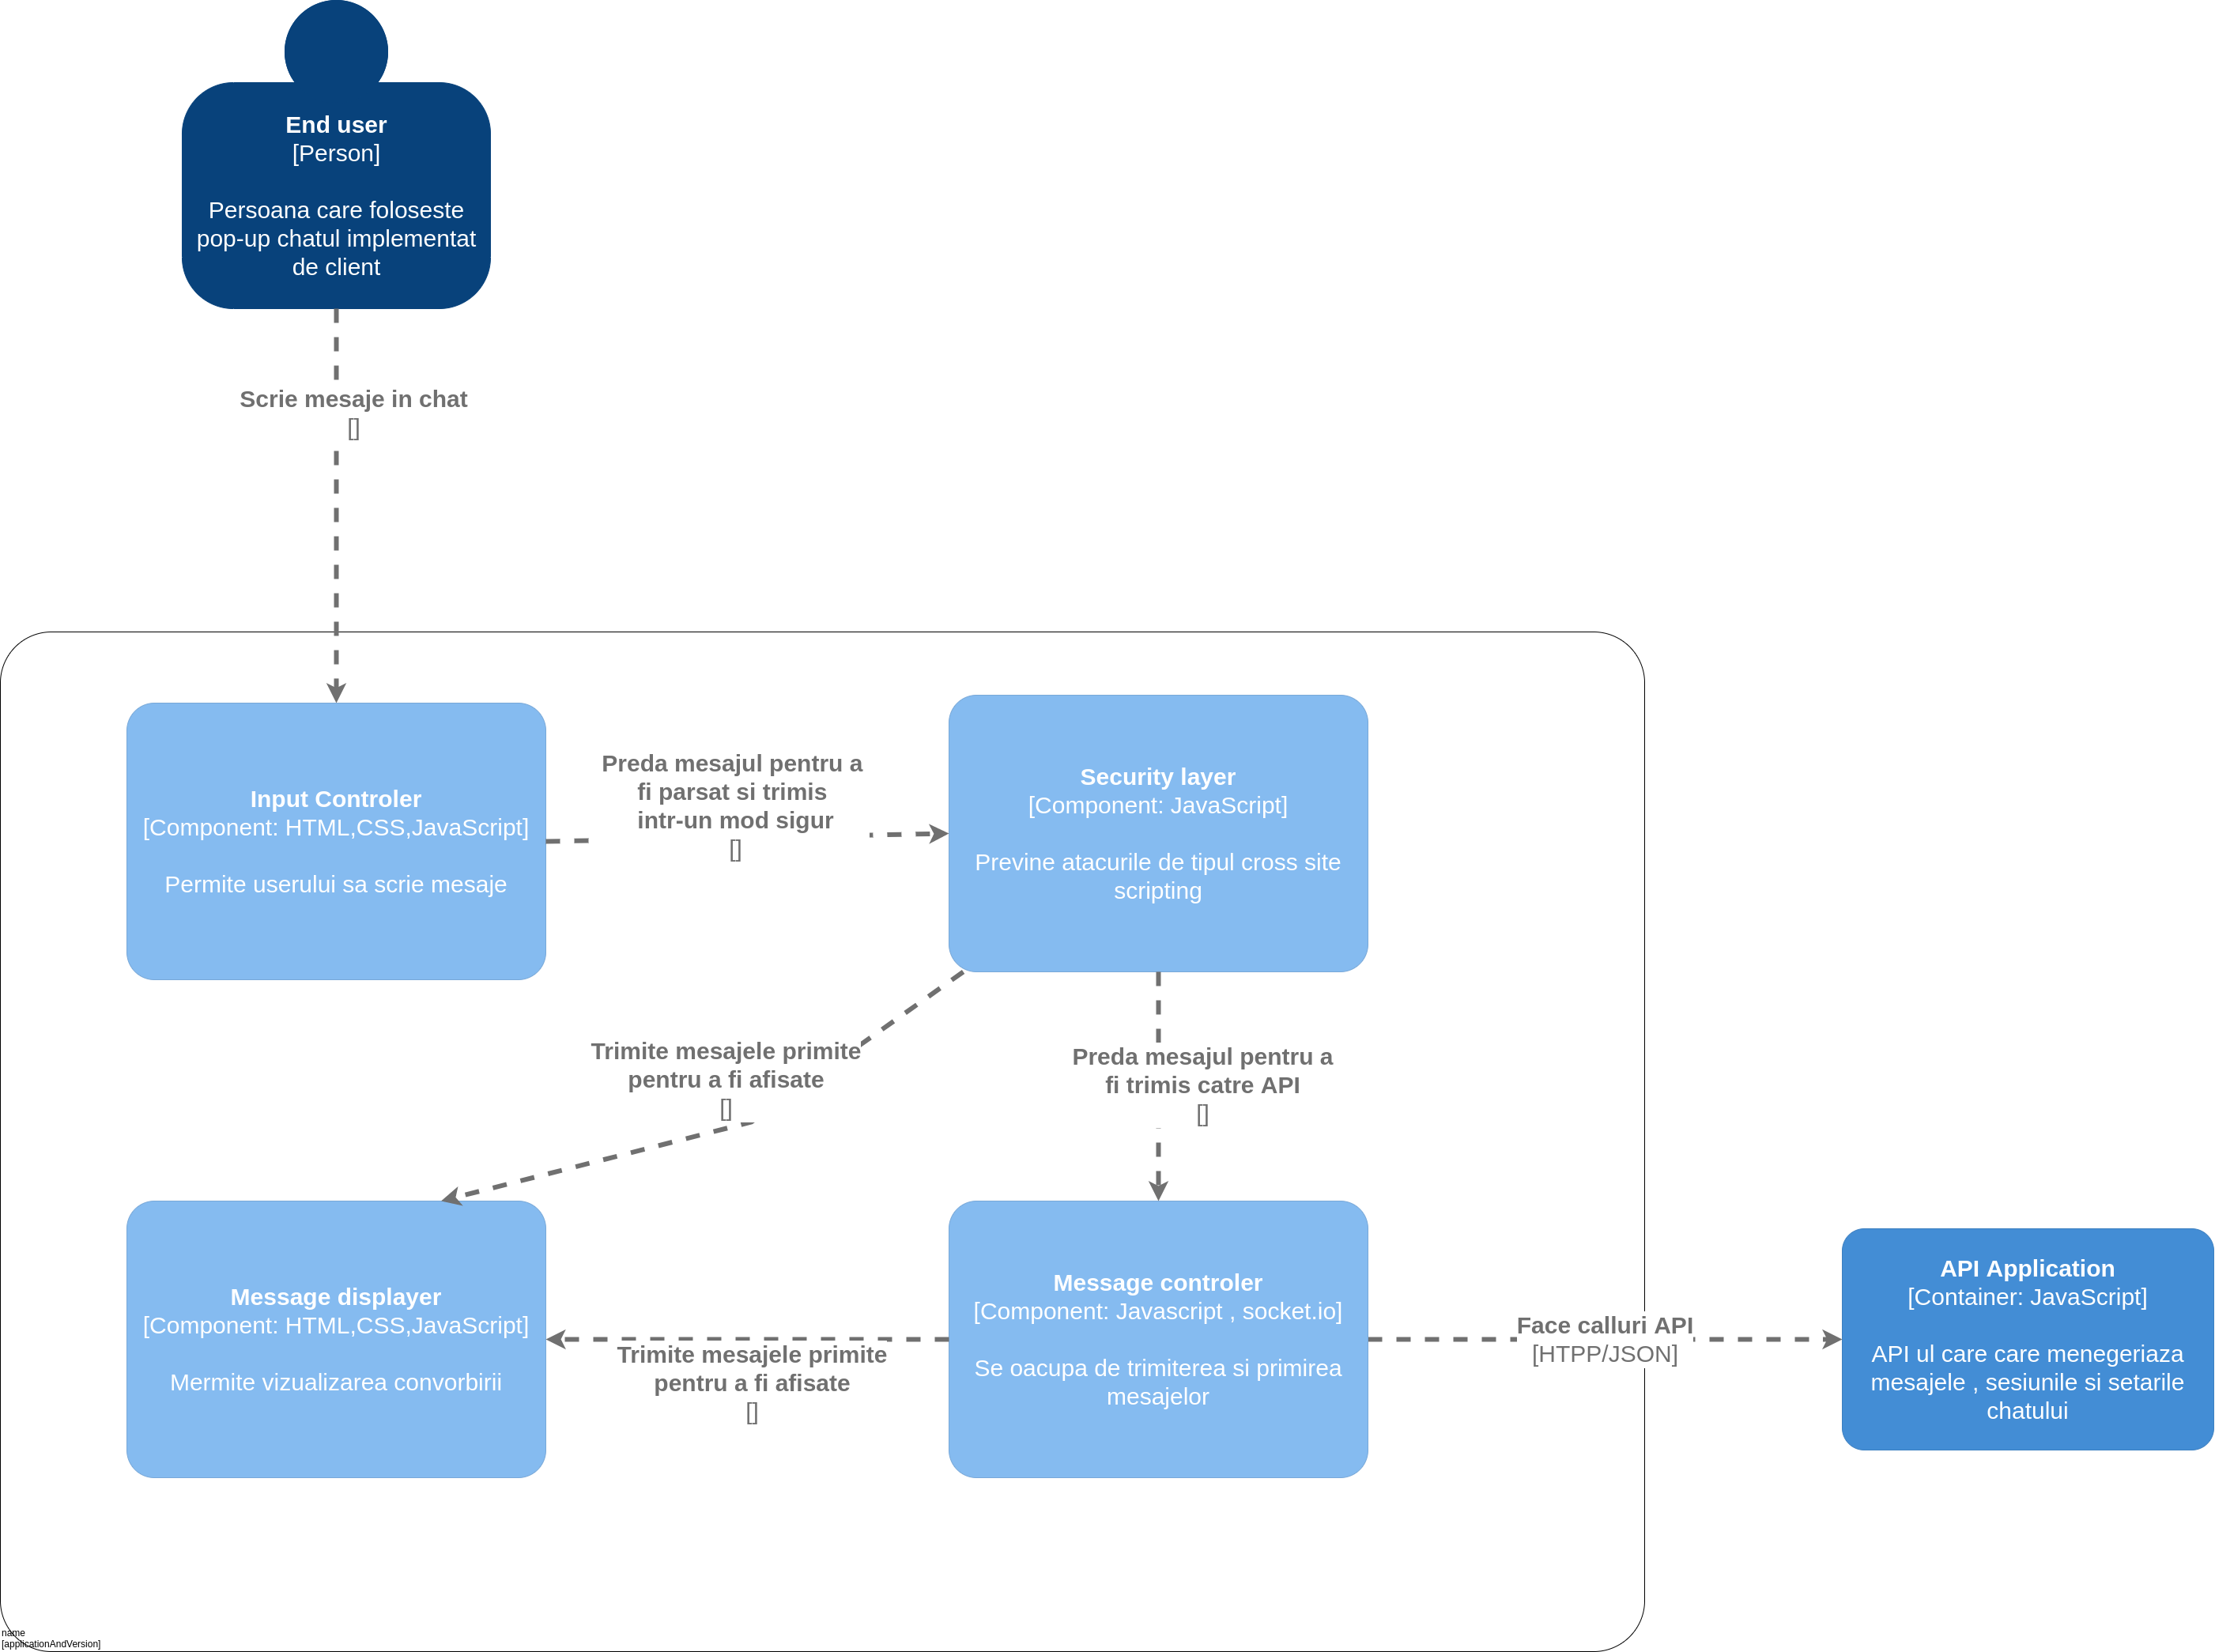 End user
[Person]
Persoana care foloseste
pop-up chatul implementat
de client
Scrie mesaje in chat
[]
Input Controler
[Component: HTML,CSS,JavaScript]
Permite userului sa scrie mesaje
Preda mesajul pentru a
fi parsat si trimis
intr-un mod sigur
[]
Security layer
[Component: JavaScript]
Previne atacurile de tipul cross site
scripting
Trimite mesajele primite
pentru a fi afisate
[]
Preda mesajul pentru a
fi trimis catre API
[]
Message displayer
[Component: HTML,CSS,JavaScript]
Mermite vizualizarea convorbirii
Trimite mesajele primite
pentru a fi afisate
[]
Message controler
[Component: Javascript , socket.io]
Se oacupa de trimiterea si primirea
mesajelor
Face calluri API
[HTPP/JSON]
API Application
[Container: JavaScript]
API ul care care menegeriaza
mesajele , sesiunile si setarile
chatului
name
[applicationAndVersion]